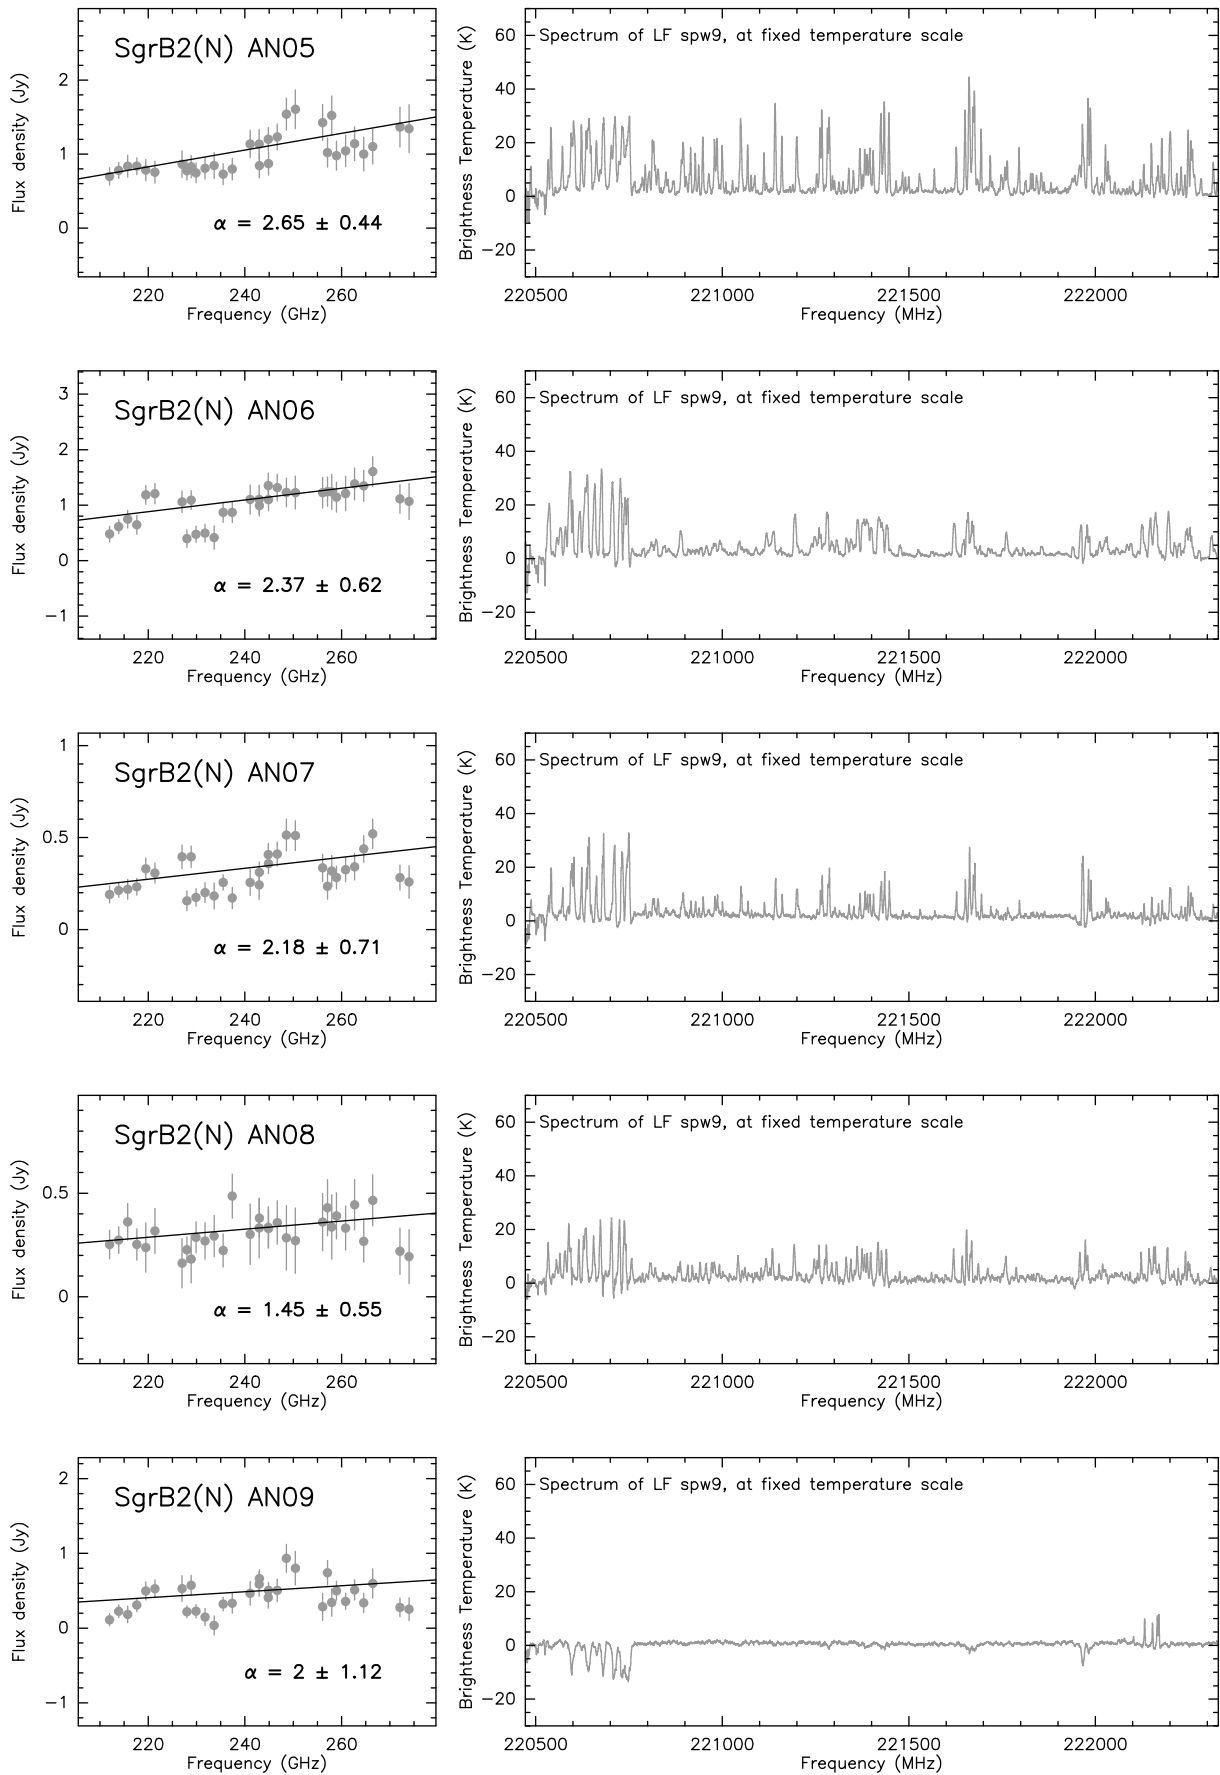 SgrB2(N) AN05
Flux density (Jy)
2
1
0
α = 2.65 ± 0.44
220 240 260
Frequency (GHz)
Spectrum of LF spw9, at fixed temperature scale
Brightness Temperature (K)
60
40
20
0
−20
220500 221000 221500 222000
Frequency (MHz)
SgrB2(N) AN06
Flux density (Jy)
3
2
1
0
−1
α = 2.37 ± 0.62
220 240 260
Frequency (GHz)
Spectrum of LF spw9, at fixed temperature scale
Brightness Temperature (K)
60
40
20
0
−20
220500 221000 221500 222000
Frequency (MHz)
SgrB2(N) AN07
Flux density (Jy)
1
0.5
0
α = 2.18 ± 0.71
220 240 260
Frequency (GHz)
Spectrum of LF spw9, at fixed temperature scale
Brightness Temperature (K)
60
40
20
0
−20
220500 221000 221500 222000
Frequency (MHz)
SgrB2(N) AN08
Flux density (Jy)
0.5
0
α = 1.45 ± 0.55
220 240 260
Frequency (GHz)
Spectrum of LF spw9, at fixed temperature scale
Brightness Temperature (K)
60
40
20
0
−20
220500 221000 221500 222000
Frequency (MHz)
SgrB2(N) AN09
Flux density (Jy)
2
1
0
−1
α = 2 ± 1.12
220 240 260
Frequency (GHz)
Spectrum of LF spw9, at fixed temperature scale
Brightness Temperature (K)
60
40
20
0
−20
220500 221000 221500 222000
Frequency (MHz)